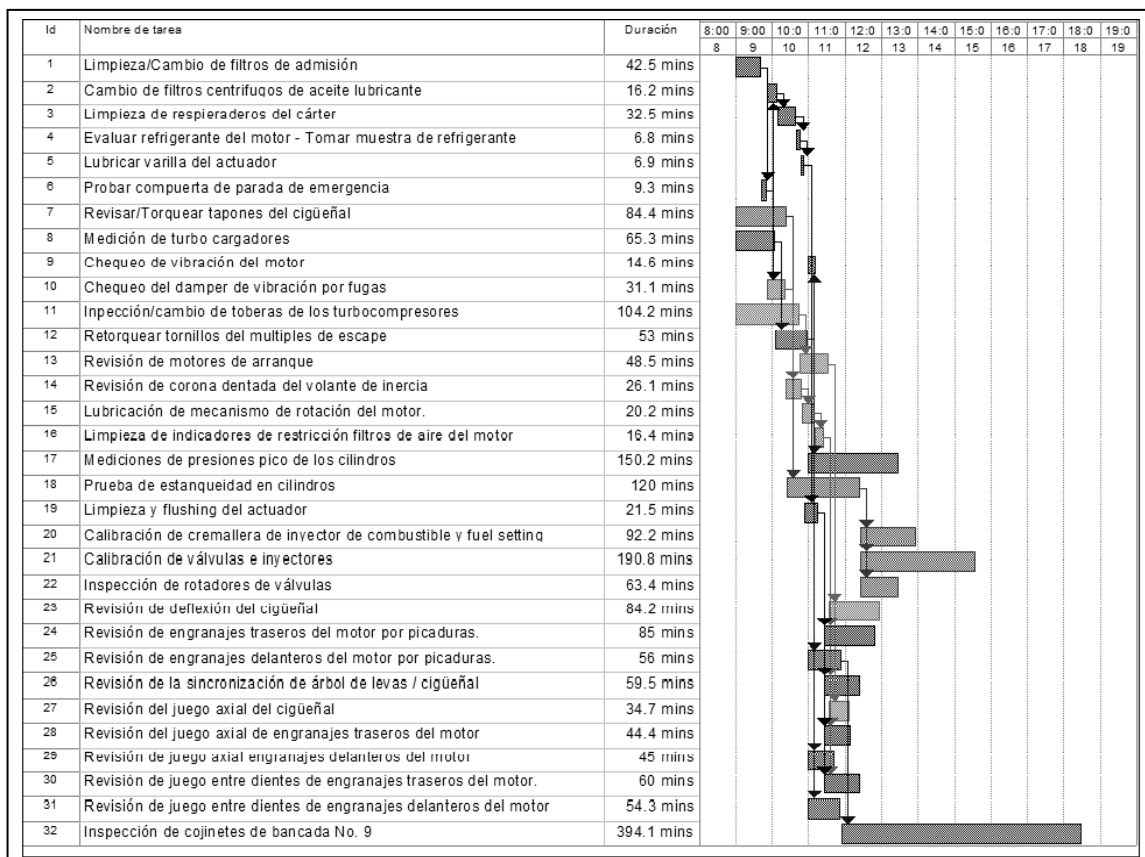 Id Nombre de tarea Duración 8:00 9:00 10:0 11:0 12:0 13:0 14:0 15:0 16:0 17:0 18:0 19:0
8 9 10 11 12 13 14 15 16 17 18 19
1 Limpieza/Cambio de filtros de admisión 42.5 mins
2 Cambio de filtros centrifugos de aceite lubricante 16.2 mins
3 Limpieza de respieraderos del cárter 32.5 mins
4 Evaluar refrigerante del motor - Tomar muestra de refrigerante 6.8 mins
5 Lubricar varilla del actuador 6.9 mins
6 Probar compuerta de parada de emergencia 9.3 mins
7 Revisar/Torquear tapones del cigüeñal 84.4 mins
8 Medición de turbo cargadores 65.3 mins
9 Chequeo de vibración del motor 14.6 mins
10 Chequeo del damper de vibración por fugas 31.1 mins
11 Inpección/cambio de toberas de los turbocompresores 104.2 mins
12 Retorquear tornillos del multiples de escape 53 mins
13 Revisión de motores de arranque 48.5 mins
14 Revisión de corona dentada del volante de inercia 26.1 mins
15 Lubricación de mecanismo de rotación del motor. 20.2 mins
16 Limpieza de indicadores de restricción filtros de aire del motor 16.4 mins
17 Mediciones de presiones pico de los cilindros 150.2 mins
18 Prueba de estanqueidad en cilindros 120 mins
19 Limpieza y flushing del actuador 21.5 mins
20 Calibración de cremallera de inyector de combustible y fuel setting 92.2 mins
21 Calibración de válvulas e inyectores 190.8 mins
22 Inspección de rotadores de válvulas 63.4 mins
23 Revisión de deflexión del cigüeñal 84.2 mins
24 Revisión de engranajes traseros del motor por picaduras. 85 mins
25 Revisión de engranajes delanteros del motor por picaduras. 56 mins
26 Revisión de la sincronización de árbol de levas / cigüeñal 59.5 mins
27 Revisión del juego axial del cigüeñal 34.7 mins
28 Revisión del juego axial de engranajes traseros del motor 44.4 mins
29 Revisión de juego axial engranajes delanteros del motor 45 mins
30 Revisión de juego entre dientes de engranajes traseros del motor. 60 mins
31 Revisión de juego entre dientes de engranajes delanteros del motor 54.3 mins
32 Inspección de cojinetes de bancada No. 9 394.1 mins